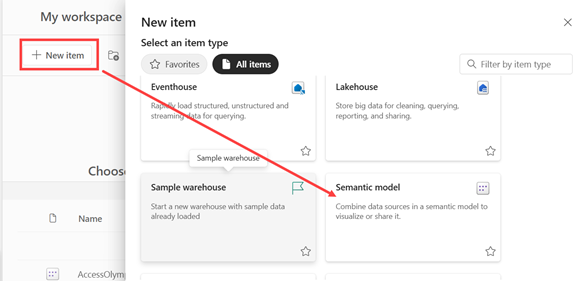 My workspace
New item
Choose
Name
AccessOlymp
New item
Select an item type
Favorites
All items
Filter by item type
Eventhouse
Rapidly load structured, unstructured and
streaming data for querying.
Lakehouse
Store big data for cleaning, querying,
reporting, and sharing.
Sample warehouse
Sample warehouse
Start a new warehouse with sample data
already loaded
Semantic model
Combine data sources in a semantic model to
visualize or share it.